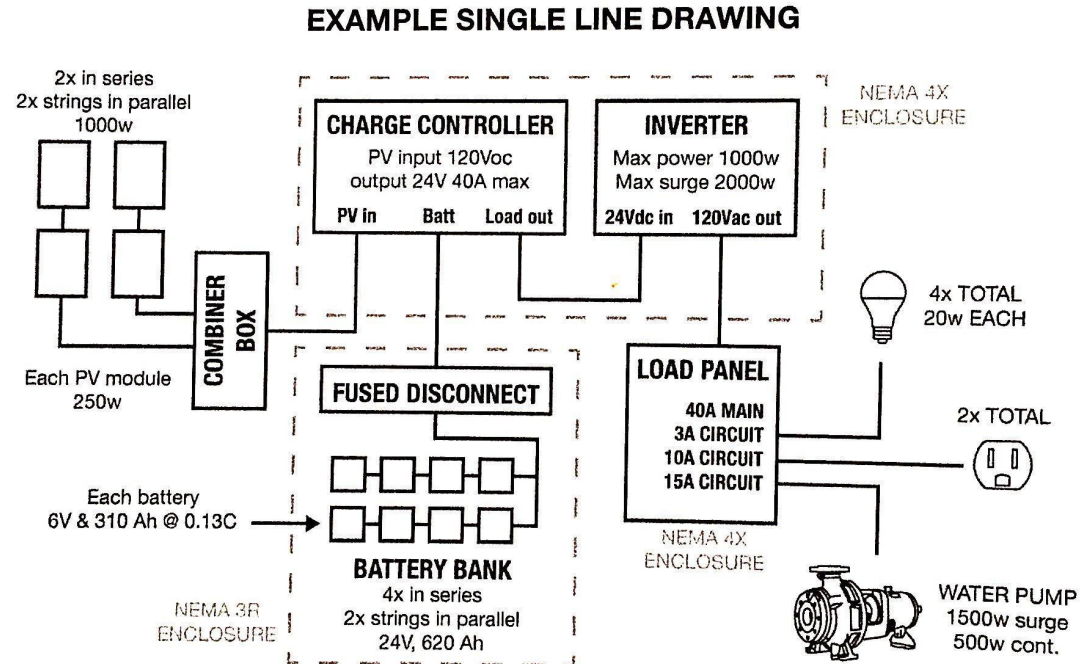 EXAMPLE SINGLE LINE DRAWING
2x in series
2x strings in parallel
1000w
NEMA 4X
ENCLOSURE
CHARGE CONTROLLER
PV input 120Voc
output 24V 40A max
PV in Batt Load out
INVERTER
Max power 1000w
Max surge 2000w
24Vdc in 120Vac out
COMBINER
BOX
Each PV module
250w
4x TOTAL
20w EACH
FUSED DISCONNECT
LOAD PANEL
40A MAIN
3A CIRCUIT
10A CIRCUIT
15A CIRCUIT
2x TOTAL
Each battery
6V & 310 Ah @ 0.13C
NEMA 4X
ENCLOSURE
BATTERY BANK
4x in series
2x strings in parallel
24V, 620 Ah
NEMA 3R
ENCLOSURE
WATER PUMP
1500w surge
500w cont.